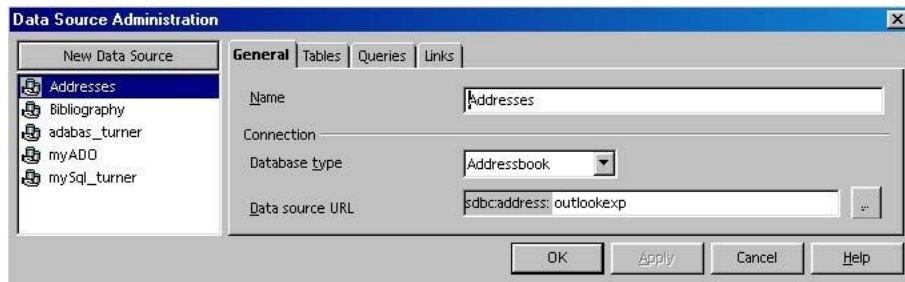 Data Source Administration
New Data Source
Addresses
Bibliography
adabas_turner
myADO
mySql_turner
General Tables Queries Links
Name Addresses
Connection
Database type Addressbook
Data source URL sdbc:address: outlookexp ...
OK Apply Cancel Help